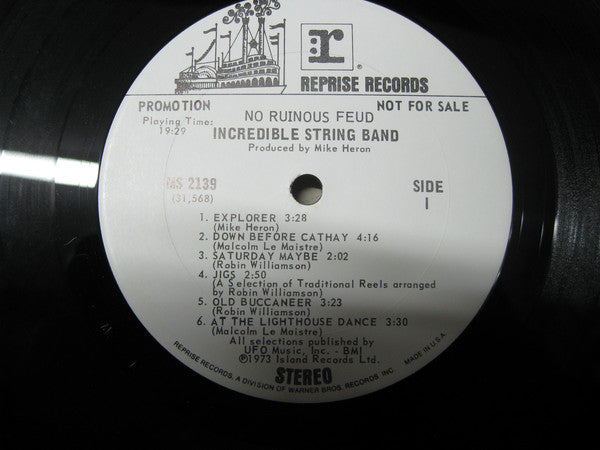 r
®
REPRISE RECORDS
PROMOTION
NOT FOR SALE
Playing Time:
19:29
NO RUINOUS FEUD
INCREDIBLE STRING BAND
Produced by Mike Heron
MS 2139
(31,568)
SIDE
1
1. EXPLORER 3:28
(Mike Heron)
2. DOWN BEFORE CATHAY 4:16
(Malcolm Le Maistre)
3. SATURDAY MAYBE 2:02
(Robin Williamson)
4. JIGS 2:50
(A Selection of Traditional Reels arranged
by Robin Williamson)
5. OLD BUCCANEER 3:23
(Robin Williamson)
6. AT THE LIGHTHOUSE DANCE 3:30
(Malcolm Le Maistre)
All selections published by
UFO Music, Inc. - BMI
℗1973 Island Records Ltd.
STEREO
REPRISE RECORDS, A DIVISION OF WARNER BROS. RECORDS INC. MADE IN U.S.A.